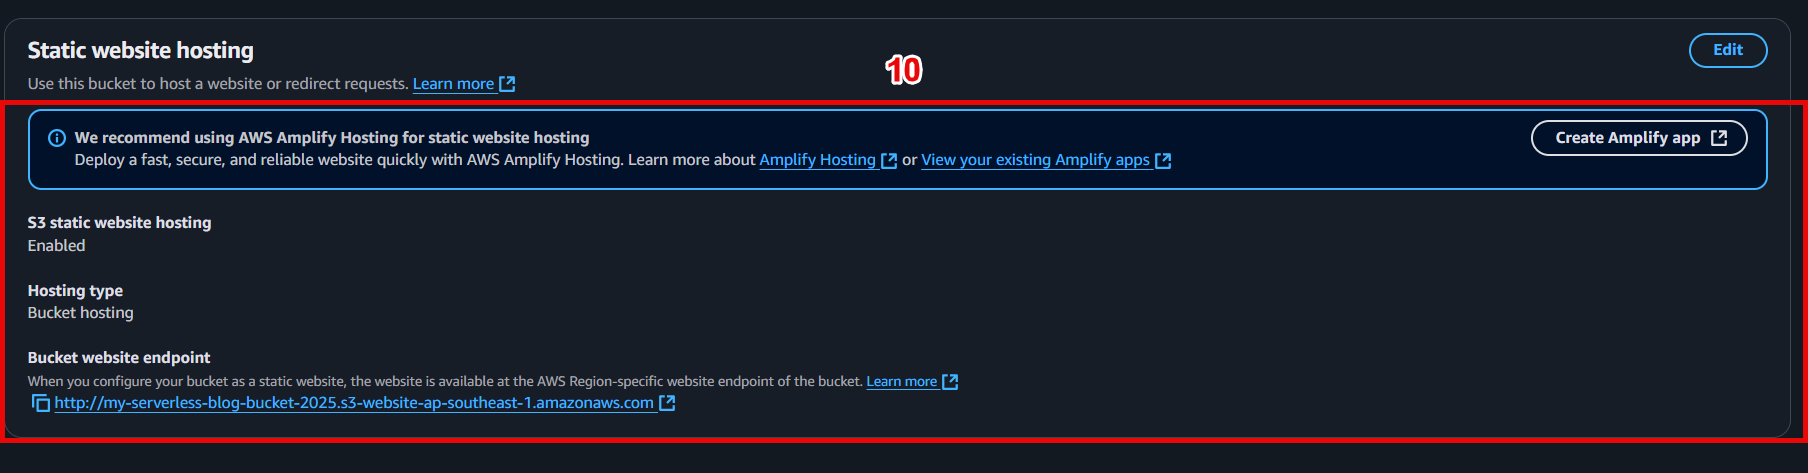 Static website hosting
Edit
Use this bucket to host a website or redirect requests. Learn more
10
We recommend using AWS Amplify Hosting for static website hosting
Deploy a fast, secure, and reliable website quickly with AWS Amplify Hosting. Learn more about Amplify Hosting or View your existing Amplify apps
Create Amplify app
S3 static website hosting
Enabled
Hosting type
Bucket hosting
Bucket website endpoint
When you configure your bucket as a static website, the website is available at the AWS Region-specific website endpoint of the bucket. Learn more
http://my-serverless-blog-bucket-2025.s3-website-ap-southeast-1.amazonaws.com